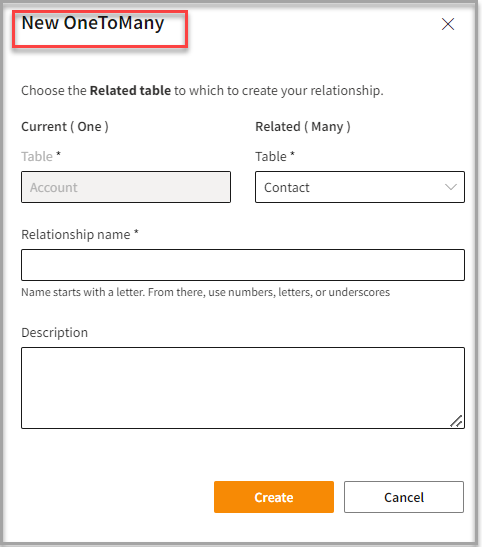 New OneToMany
Choose the Related table to which to create your relationship.
Current ( One )
Related ( Many )
Table *
Table *
Account
Contact
Relationship name *
Name starts with a letter. From there, use numbers, letters, or underscores
Description
Create
Cancel